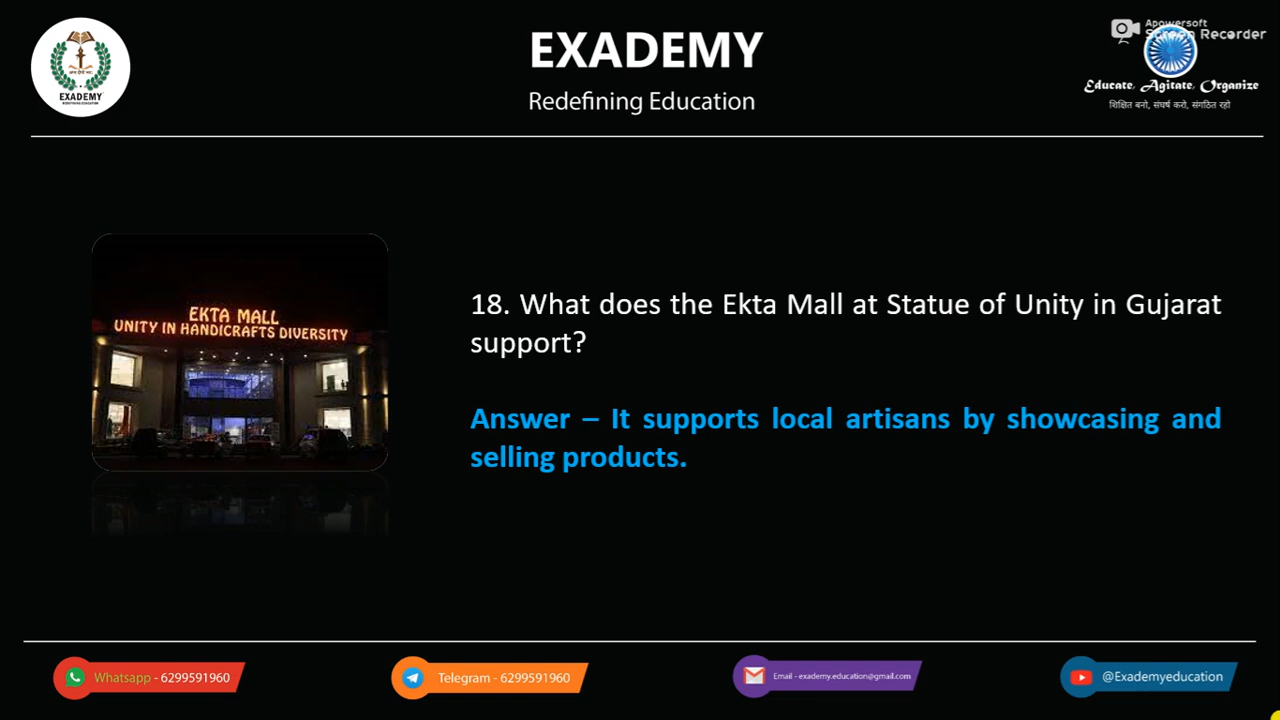 EXADEMY
Redefining Education
EXADEMY
REDEFINING EDUCATION
Apowersoft
Screen Recorder
Educate, Agitate, Organize
शिक्षित बनो, संघर्ष करो, संगठित रहो
EKTA MALL
UNITY IN HANDICRAFTS DIVERSITY
18. What does the Ekta Mall at Statue of Unity in Gujarat
support?
Answer – It supports local artisans by showcasing and
selling products.
Whatsapp - 6299591960
Telegram - 6299591960
Email - exademy.education@gmail.com
@Exademyeducation